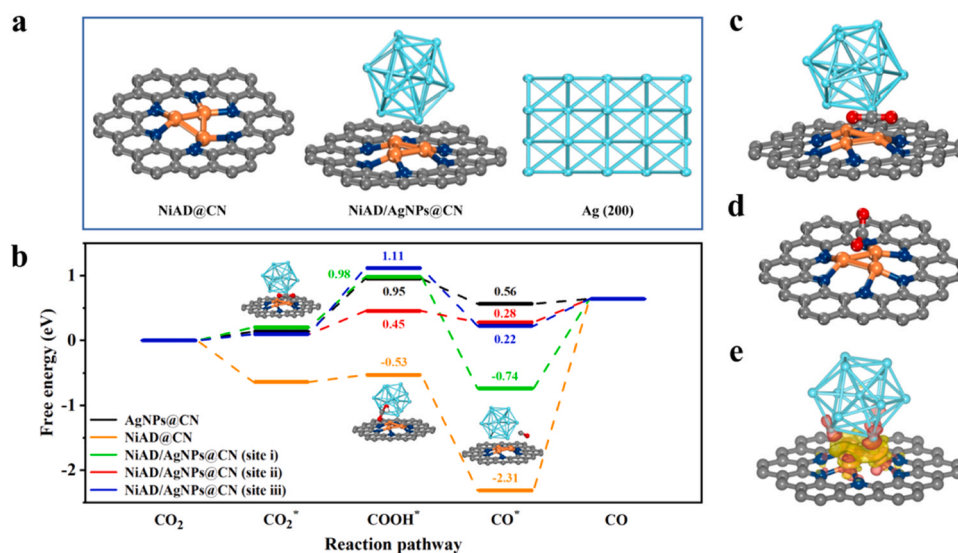 a
NiAD@CN
NiAD/AgNPs@CN
Ag (200)
b
Free energy (eV)
1
0
-1
-2
1.11
0.98
0.95
0.56
0.45
0.28
0.22
-0.53
-0.74
-2.31
AgNPs@CN
NiAD@CN
NiAD/AgNPs@CN (site i)
NiAD/AgNPs@CN (site ii)
NiAD/AgNPs@CN (site iii)
CO₂
CO₂*
COOH*
CO*
CO
Reaction pathway
c
d
e